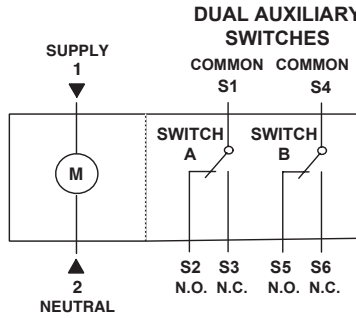 DUAL AUXILIARY
SWITCHES
SUPPLY
1
COMMON COMMON
S1 S4
SWITCH SWITCH
A B
M
2
NEUTRAL
S2 S3 S5 S6
N.O. N.C. N.O. N.C.